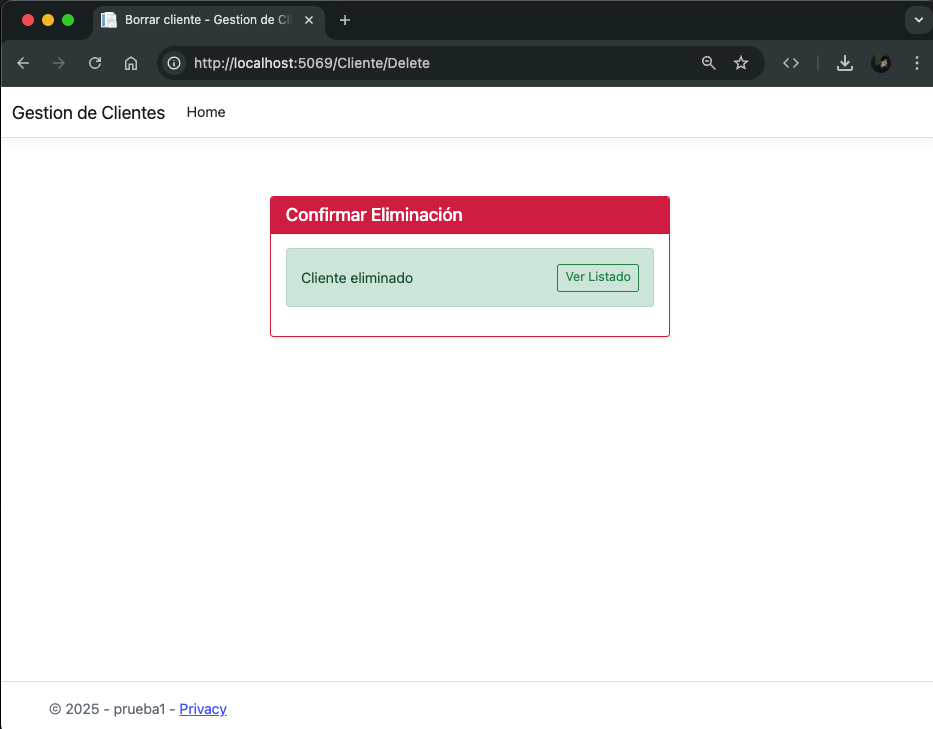 Borrar cliente - Gestion de Cli
http://localhost:5069/Cliente/Delete
Gestion de Clientes Home
Confirmar Eliminación
Cliente eliminado Ver Listado
© 2025 - prueba1 - Privacy